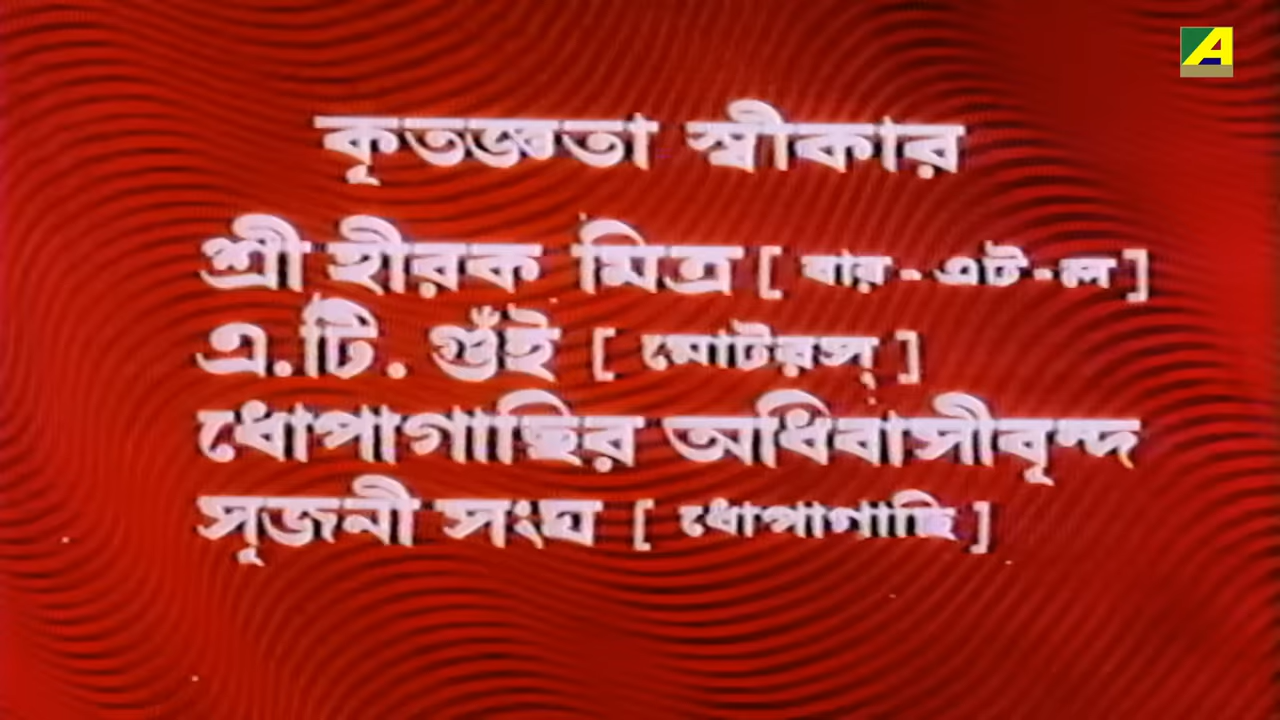 কৃতজ্ঞতা স্বীকার
শ্রী হীরক মিত্র [ বার - এট - ল ]
এ. টি. গুঁই [ মোটরস্ ]
ধোপাগাছির অধিবাসীবৃন্দ
সৃজনী সংঘ [ ধোপাগাছি ]